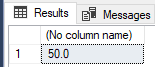 Results Messages
(No column name)
1 50.0